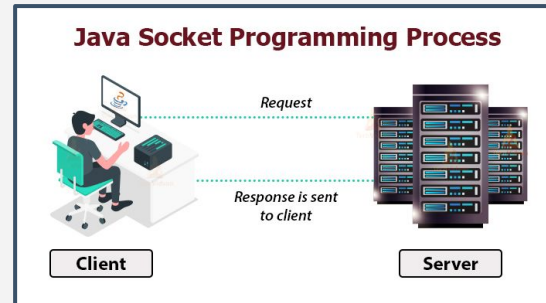 Java Socket Programming Process
Request
Response is sent
to client
Client
Server